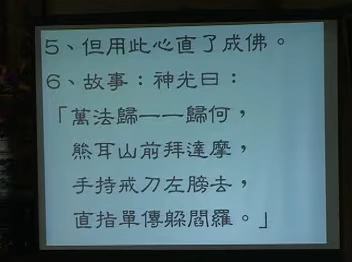 5、但用此心直了成佛。
6、故事：神光曰：
「萬法歸一一歸何，
熊耳山前拜達摩，
手持戒刀左膀去，
直指單傳躲閻羅。」